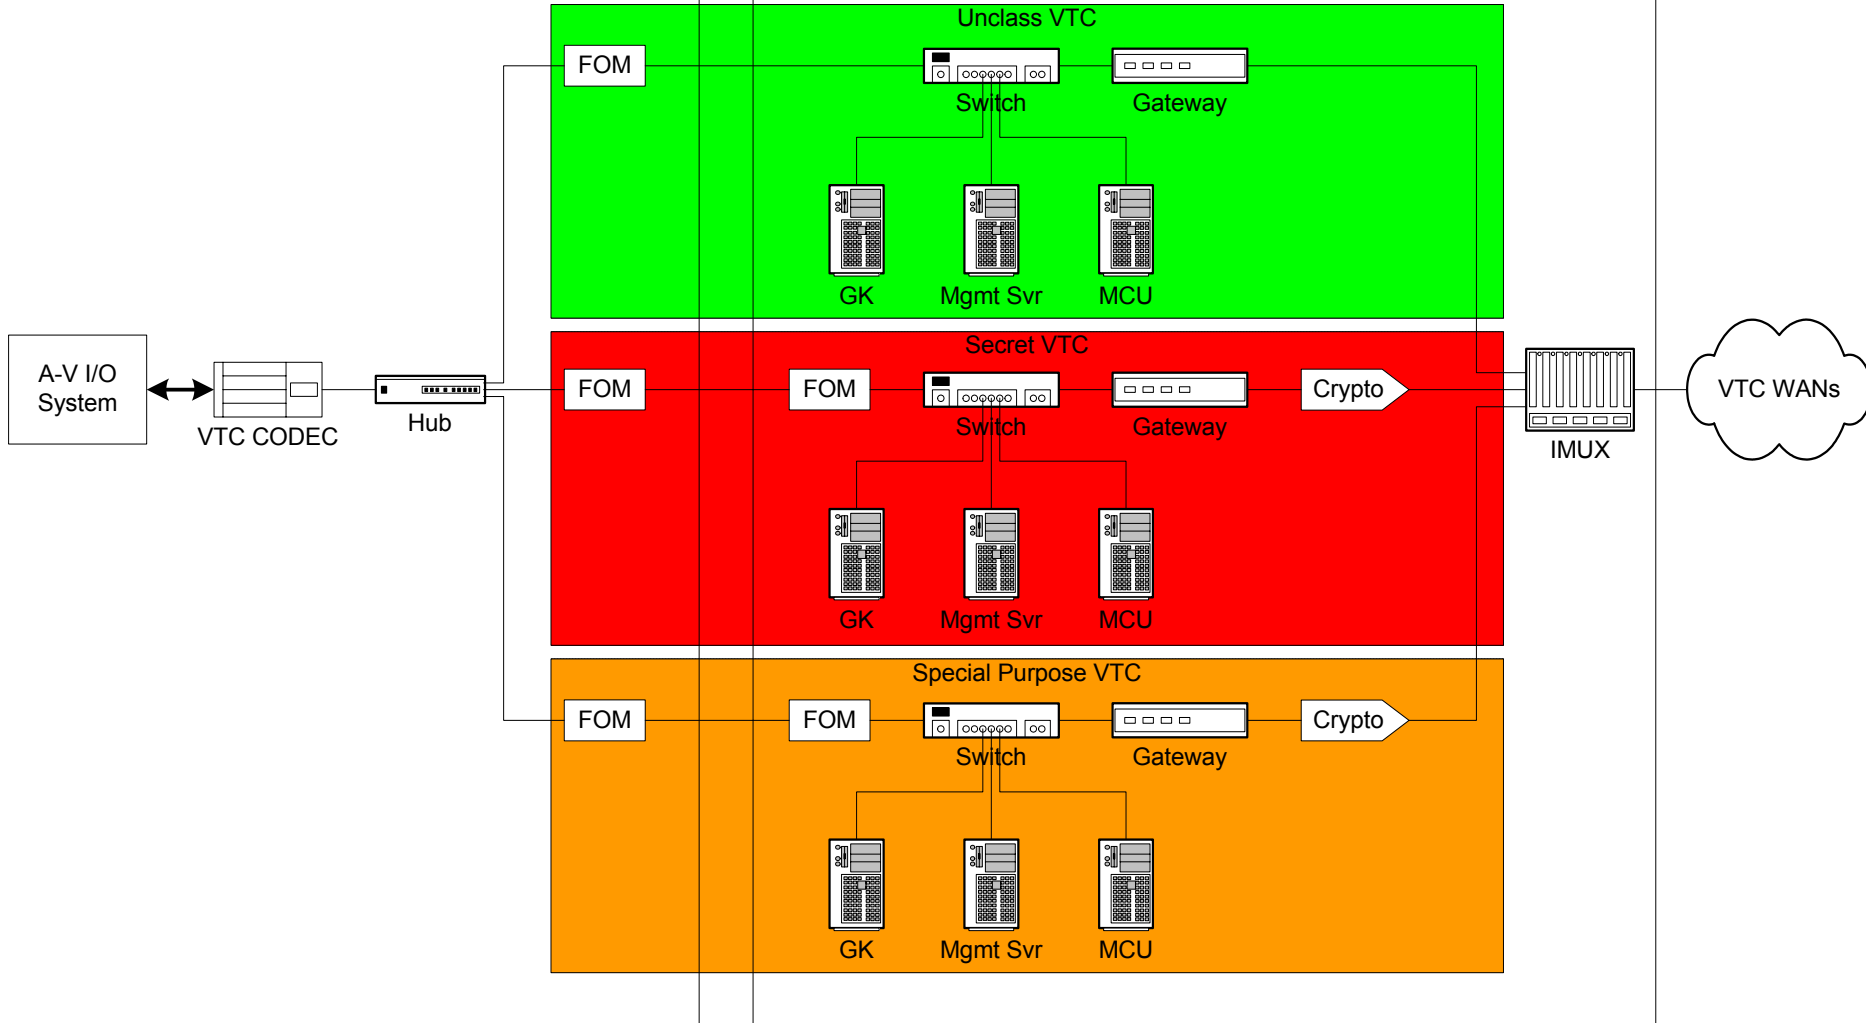 Unclass VTC
FOM
Switch
Gateway
GK
Mgmt Svr
MCU
A-V I/O
System
VTC CODEC
Hub
Secret VTC
FOM
FOM
Switch
Gateway
Crypto
GK
Mgmt Svr
MCU
IMUX
VTC WANs
Special Purpose VTC
FOM
FOM
Switch
Gateway
Crypto
GK
Mgmt Svr
MCU